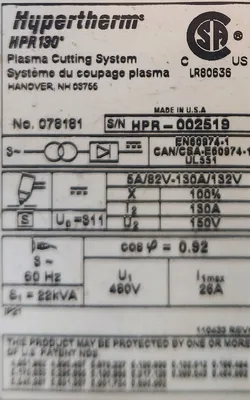 Hypertherm®
HPR130®
Plasma Cutting System
Système du coupage plasma
HANOVER, NH 03755
C US
LR80636
MADE IN U.S.A
No. 078181
S/N HPR-002519
EN60974-1
CAN/CSA-E60974-1
UL551
5A/82V-130A/132V
X 100%
I2 130A
S U0=311 U2 150V
cos φ = 0.92
3~
60 Hz
U1
I1max
S1 = 22kVA
480V
26A
IP21
THIS PRODUCT MAY BE PROTECTED BY ONE OR MORE
OF U.S. PATENT NOS.